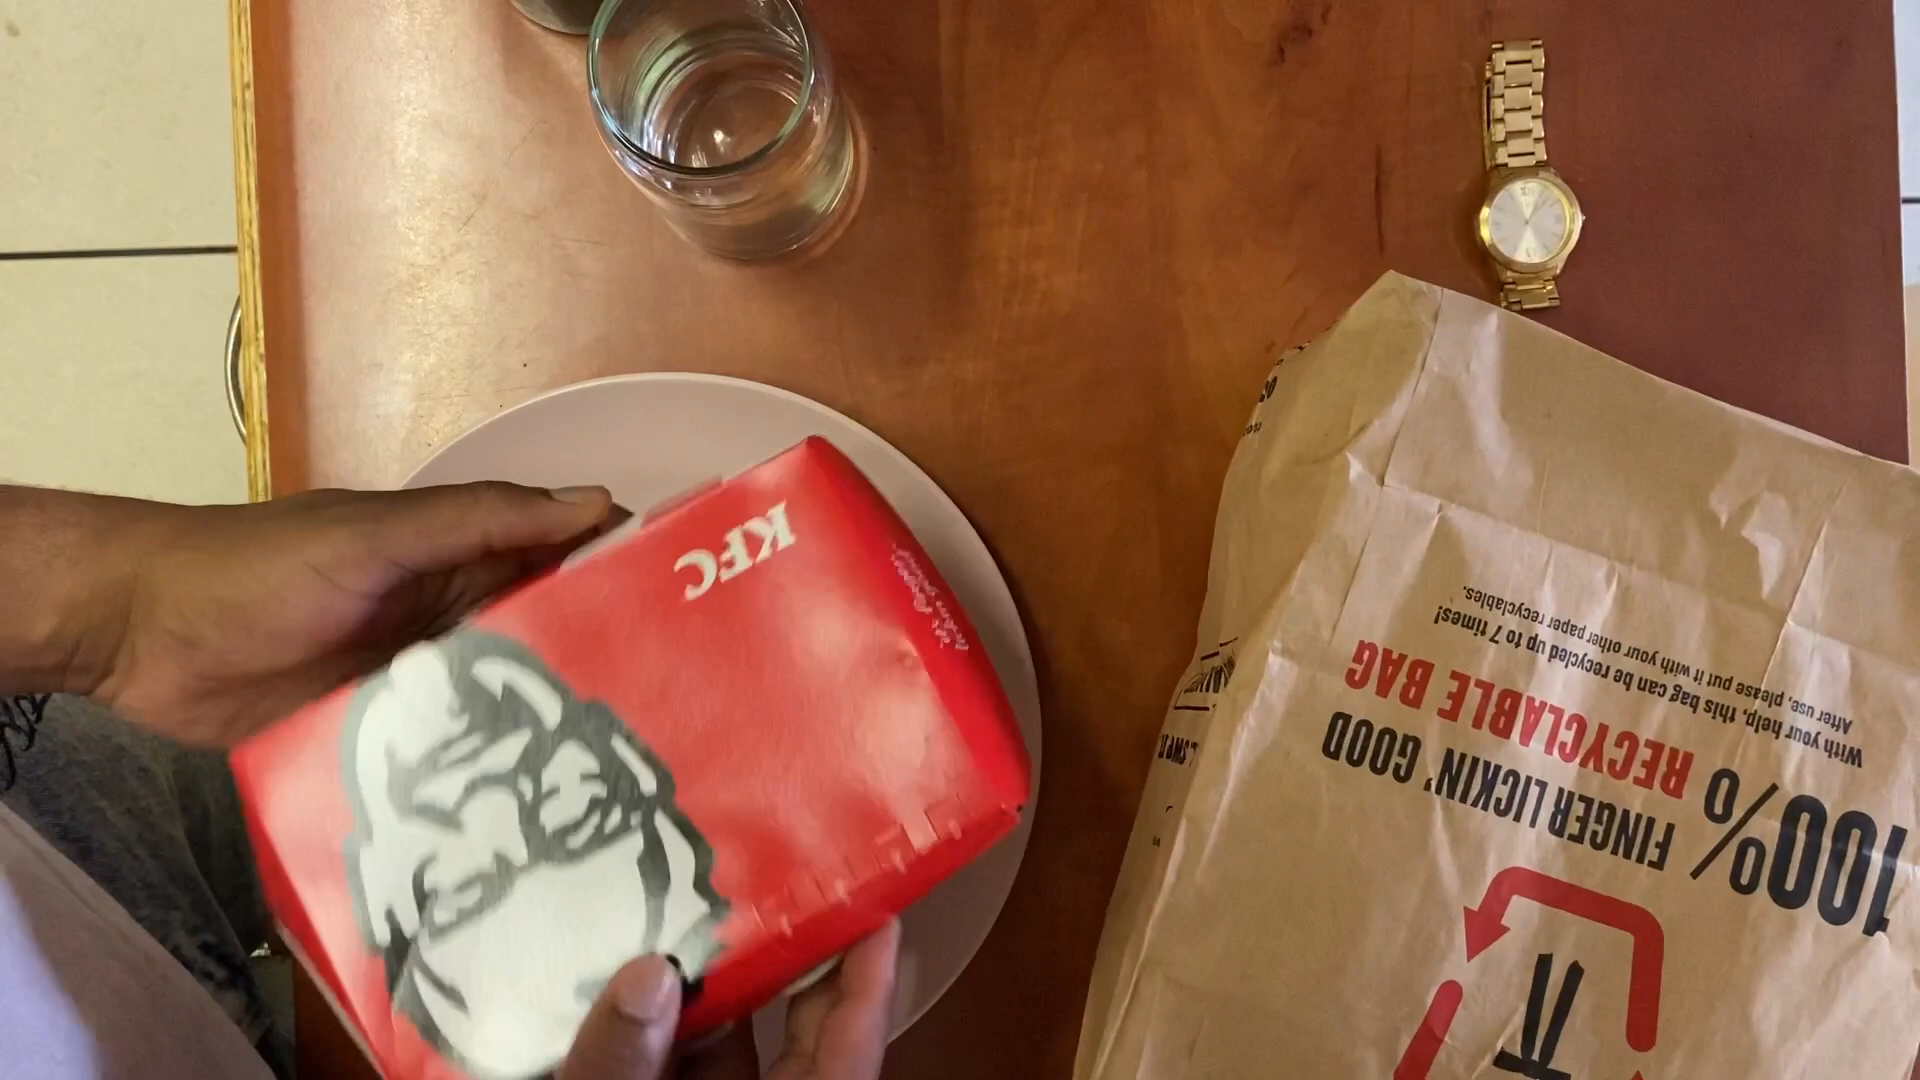 KFC
100%
RECYCLABLE BAG
FINGER LICKIN' GOOD
With your help, this bag can be recycled up to 7 times!
After use, please put it with your other paper recyclables.